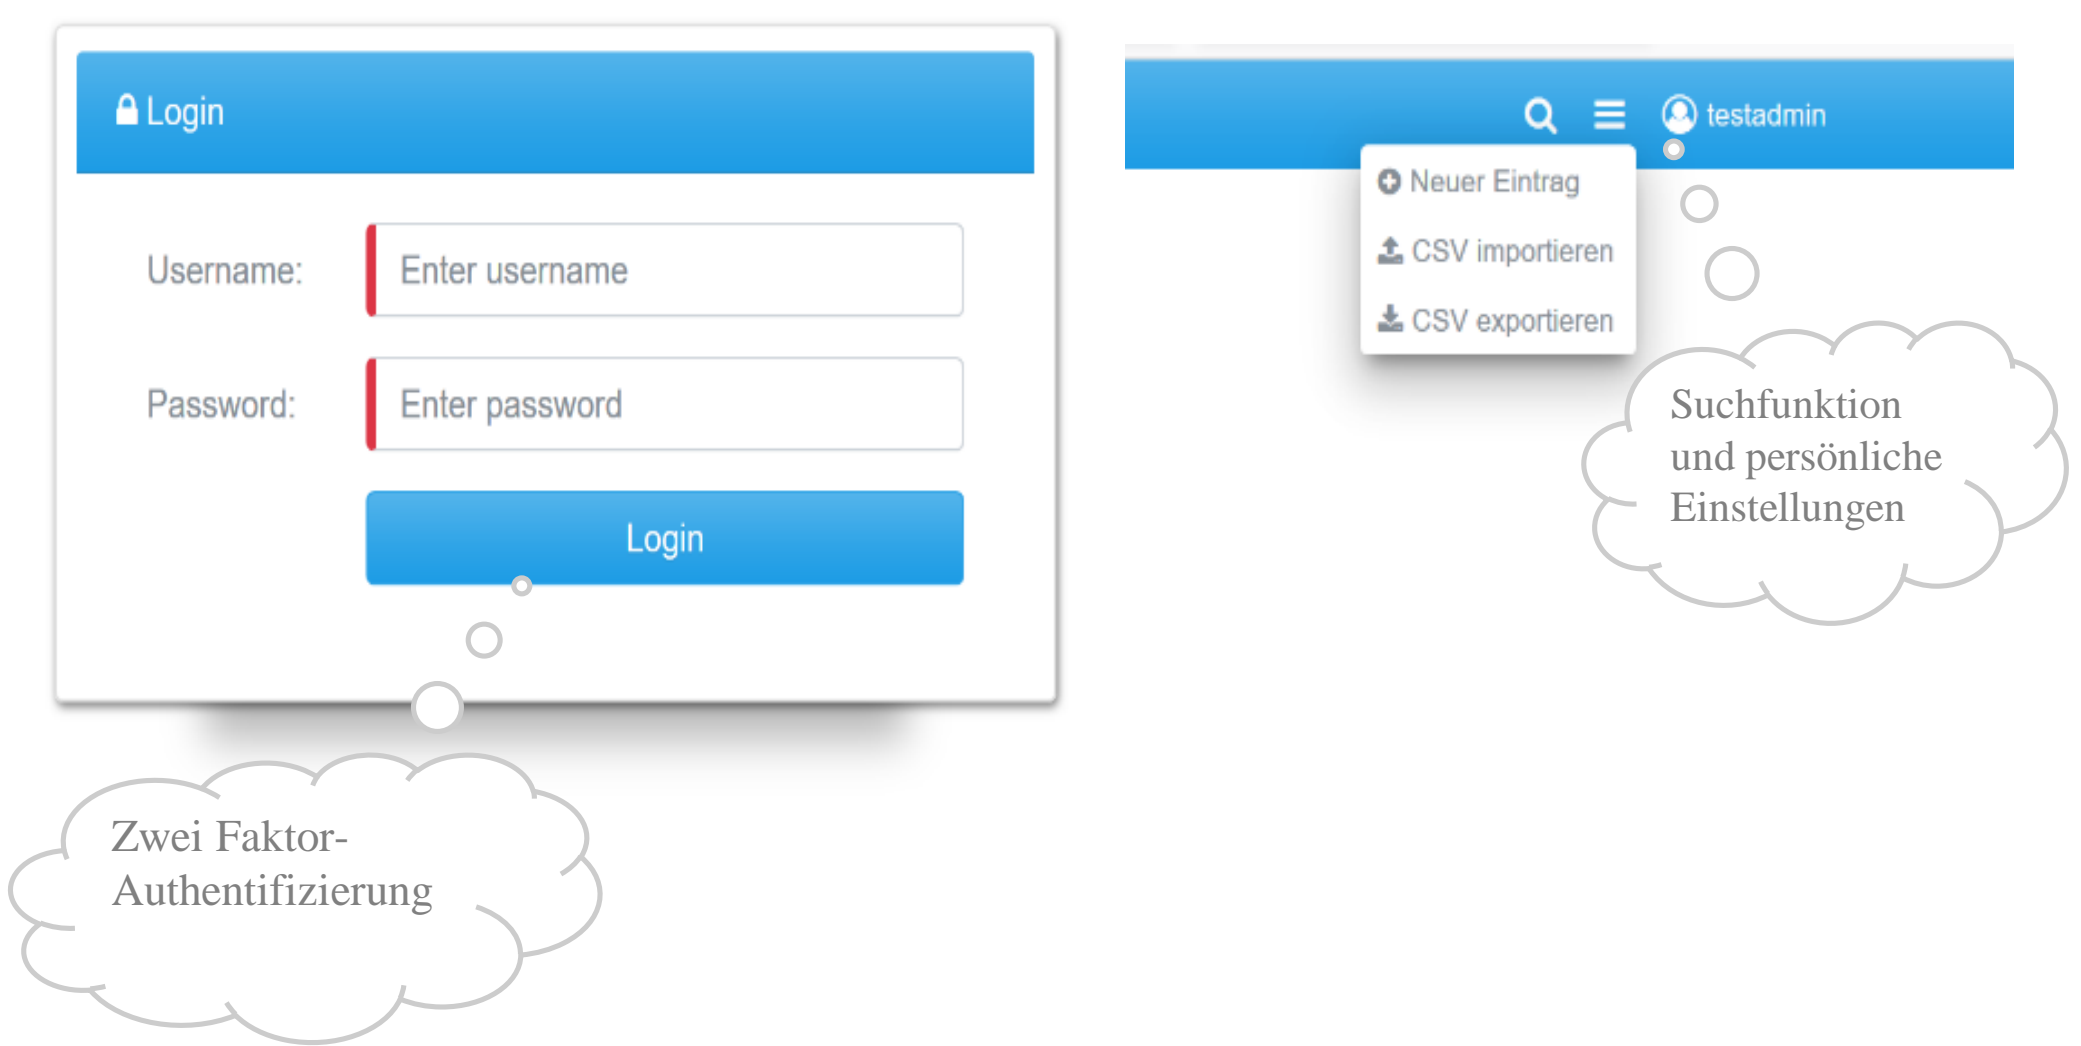 Login
Username:
Enter username
Password:
Enter password
Login
Zwei Faktor-
Authentifizierung
testadmin
Neuer Eintrag
CSV importieren
CSV exportieren
Suchfunktion
und persönliche
Einstellungen